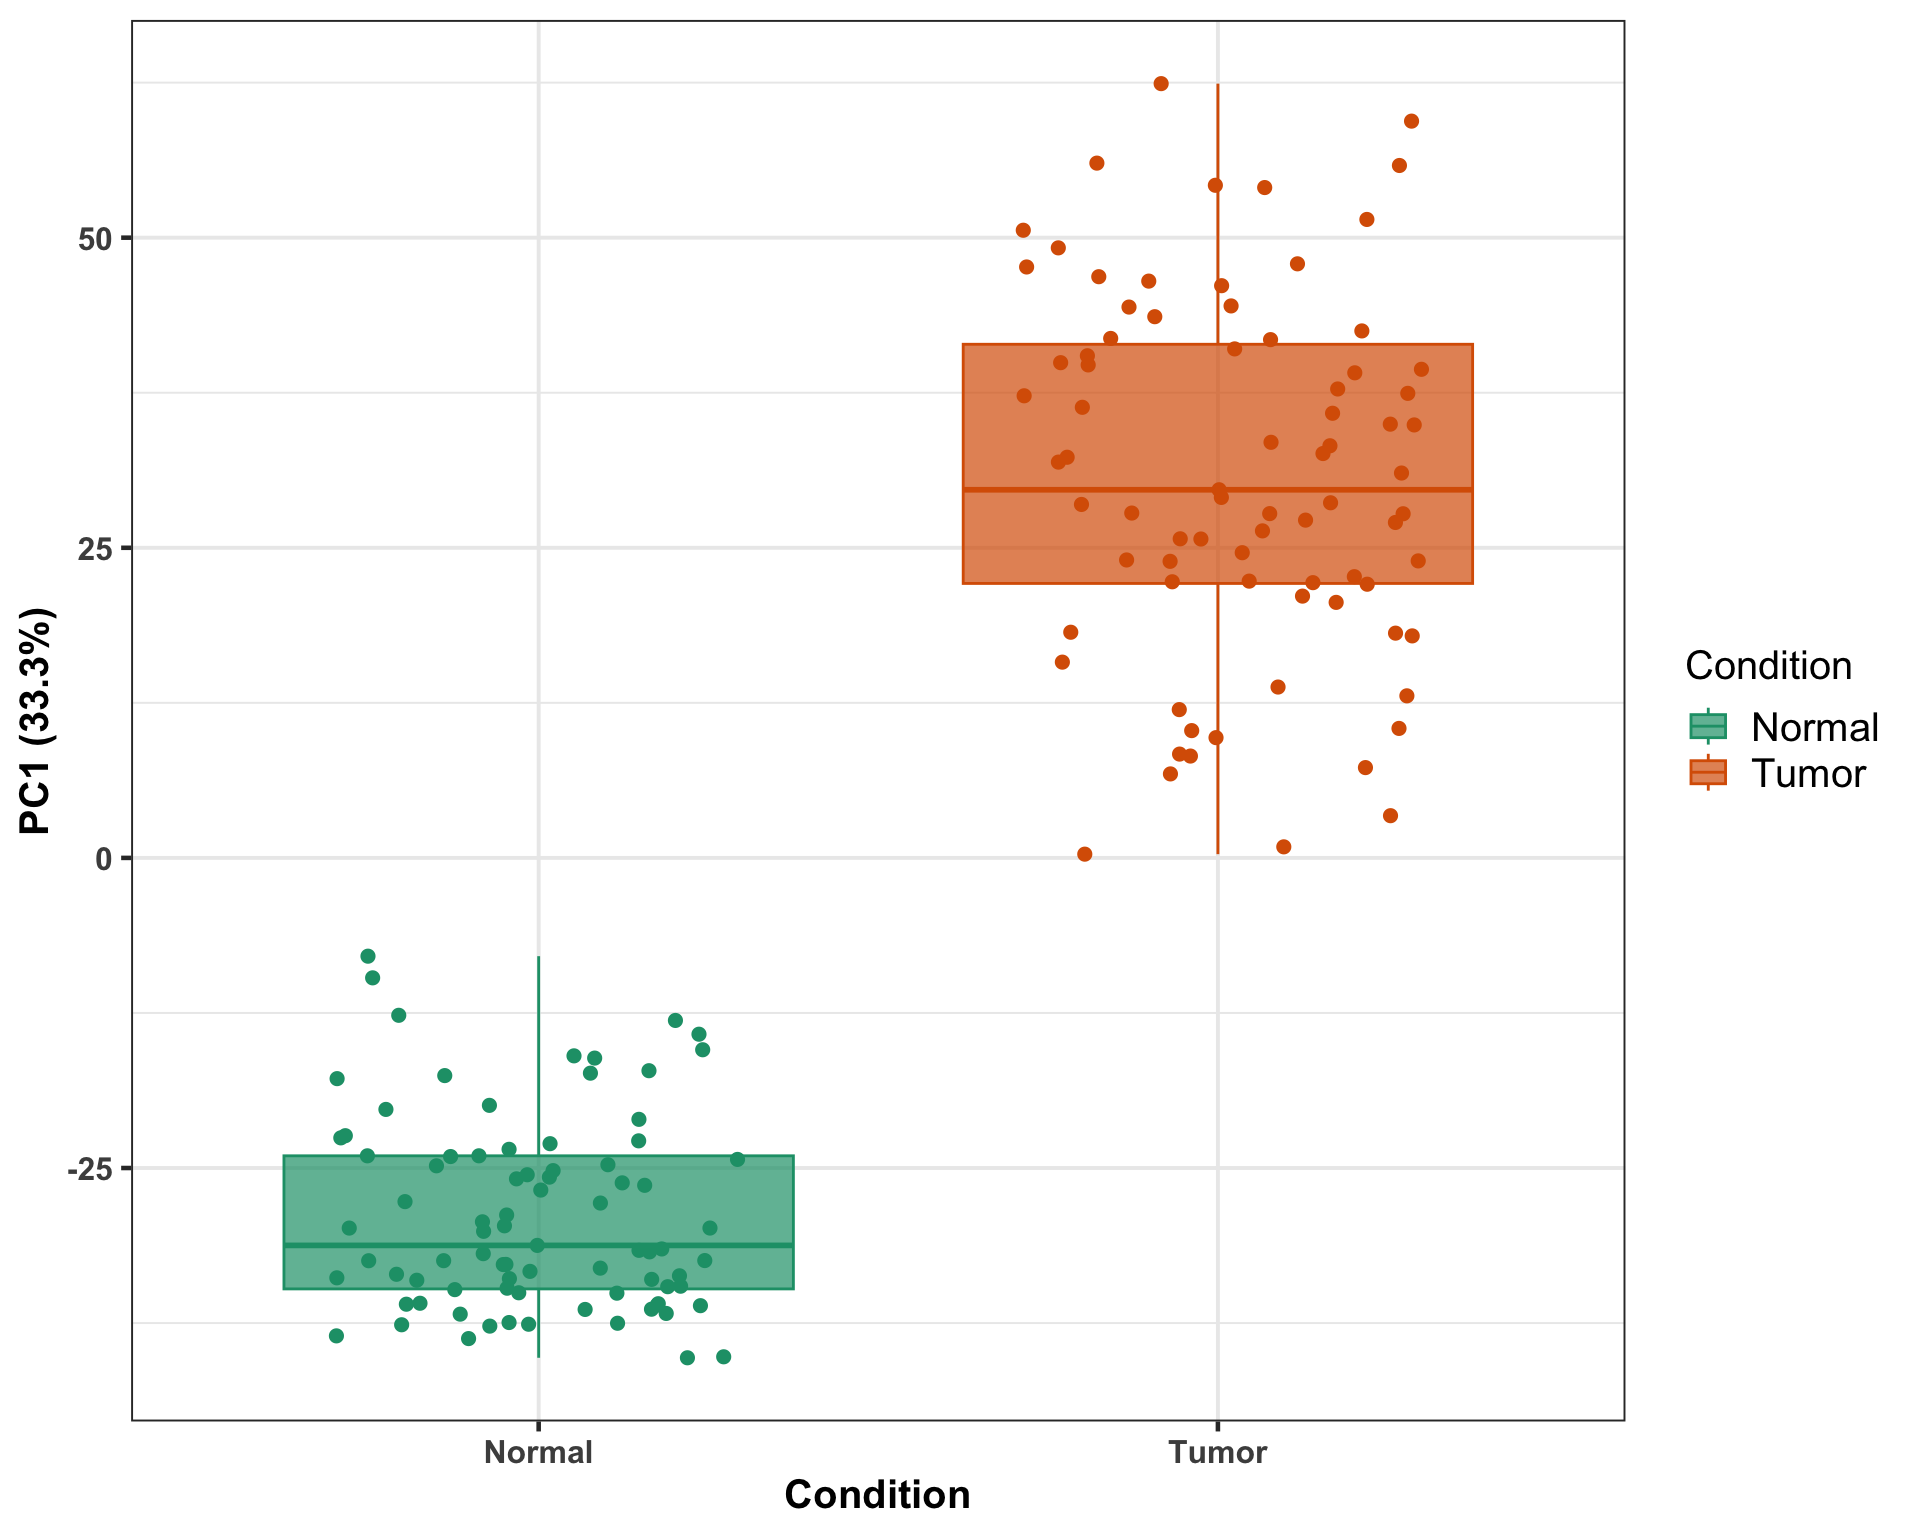 PC1 (33.3%)
50
25
0
-25
Normal
Tumor
Condition
Condition
Normal
Tumor